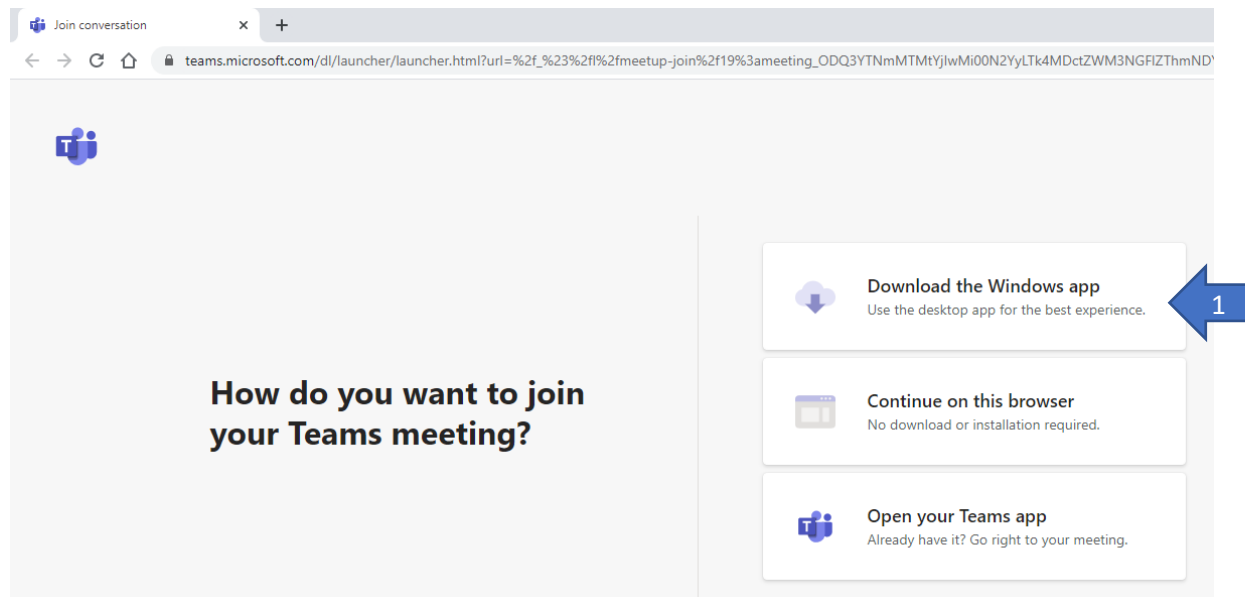 Join conversation
teams.microsoft.com/dl/launcher/launcher.html?url=%2f_%23%2fl%2fmeetup-join%2f19%3ameeting_ODQ3YTNmMTMtYjIwMi00N2YyLTk4MDctZWM3NGFlZThmNDY
T
Download the Windows app
Use the desktop app for the best experience.
1
How do you want to join
your Teams meeting?
Continue on this browser
No download or installation required.
T
Open your Teams app
Already have it? Go right to your meeting.